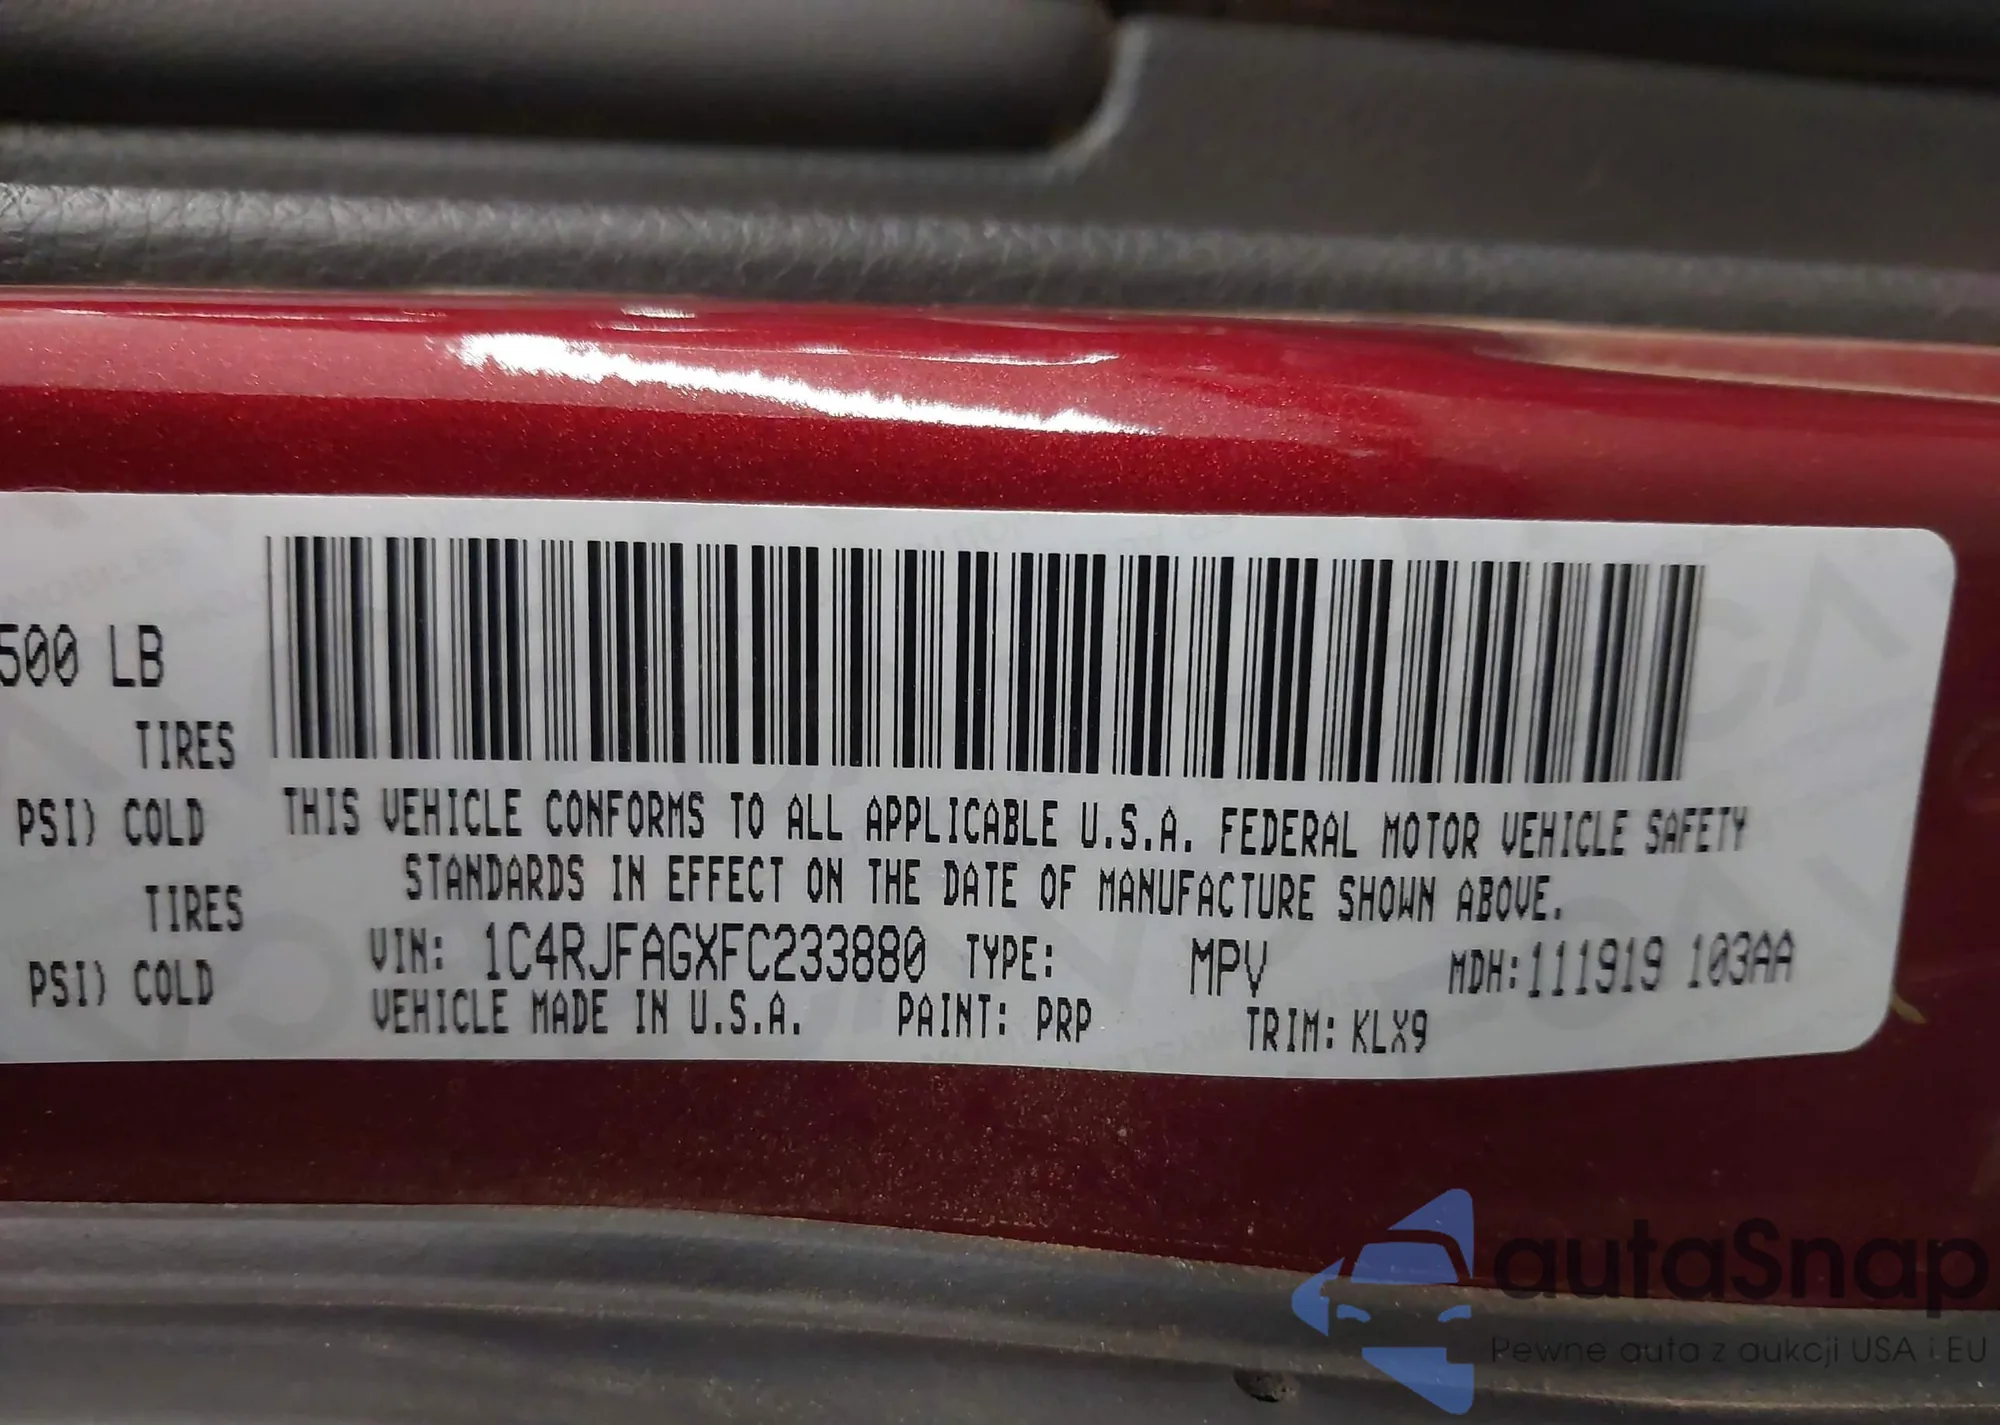 500 LB
TIRES
PSI) COLD
TIRES
PSI) COLD
THIS VEHICLE CONFORMS TO ALL APPLICABLE U.S.A. FEDERAL MOTOR VEHICLE SAFETY
STANDARDS IN EFFECT ON THE DATE OF MANUFACTURE SHOWN ABOVE.
VIN: 1C4RJFAGXFC233880 TYPE: MPV MDH:111919 103AA
VEHICLE MADE IN U.S.A. PAINT: PRP TRIM: KLX9
autaSnap
Pewne auta z aukcji USA i EU